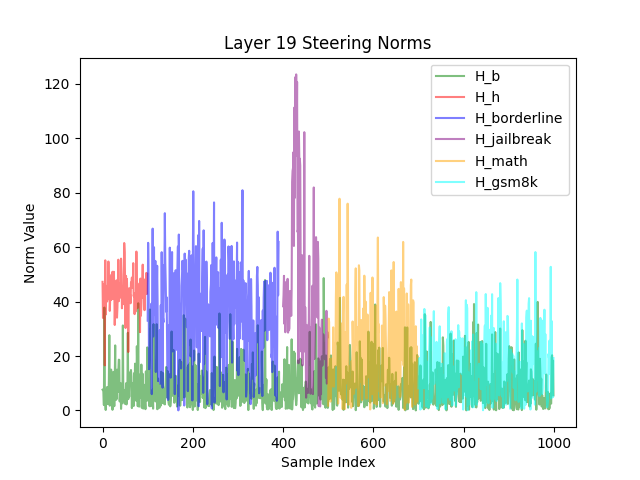 Layer 19 Steering Norms
Norm Value
120
100
80
60
40
20
0
H_b
H_h
H_borderline
H_jailbreak
H_math
H_gsm8k
0 200 400 600 800 1000
Sample Index